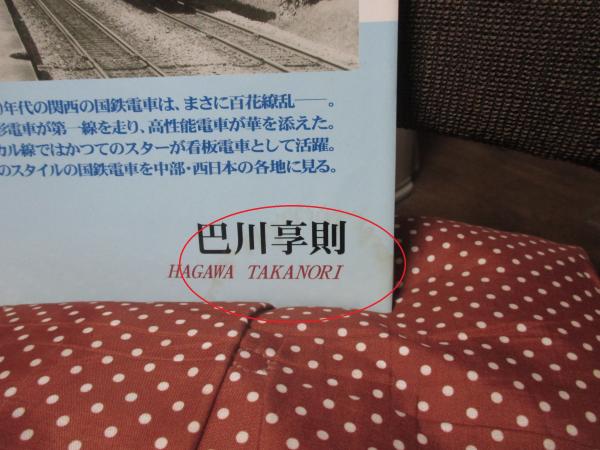 年代の関西の国鉄電車は、まさに百花繚乱――。
電車が第一線を走り、高性能電車が華を添えた。
カル線ではかつてのスターが看板電車として活躍。
のスタイルの国鉄電車を中部・西日本の各地に見る。
巴川享則
HAGAWA TAKANORI